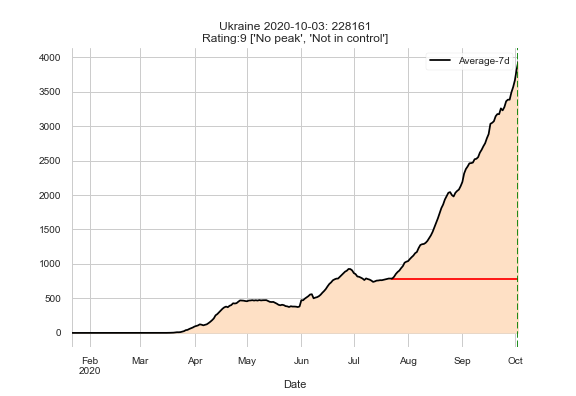 Ukraine 2020-10-03: 228161
Rating:9 ['No peak', 'Not in control']
Average-7d
4000
3500
3000
2500
2000
1500
1000
500
0
Feb Mar Apr May Jun Jul Aug Sep Oct
2020
Date